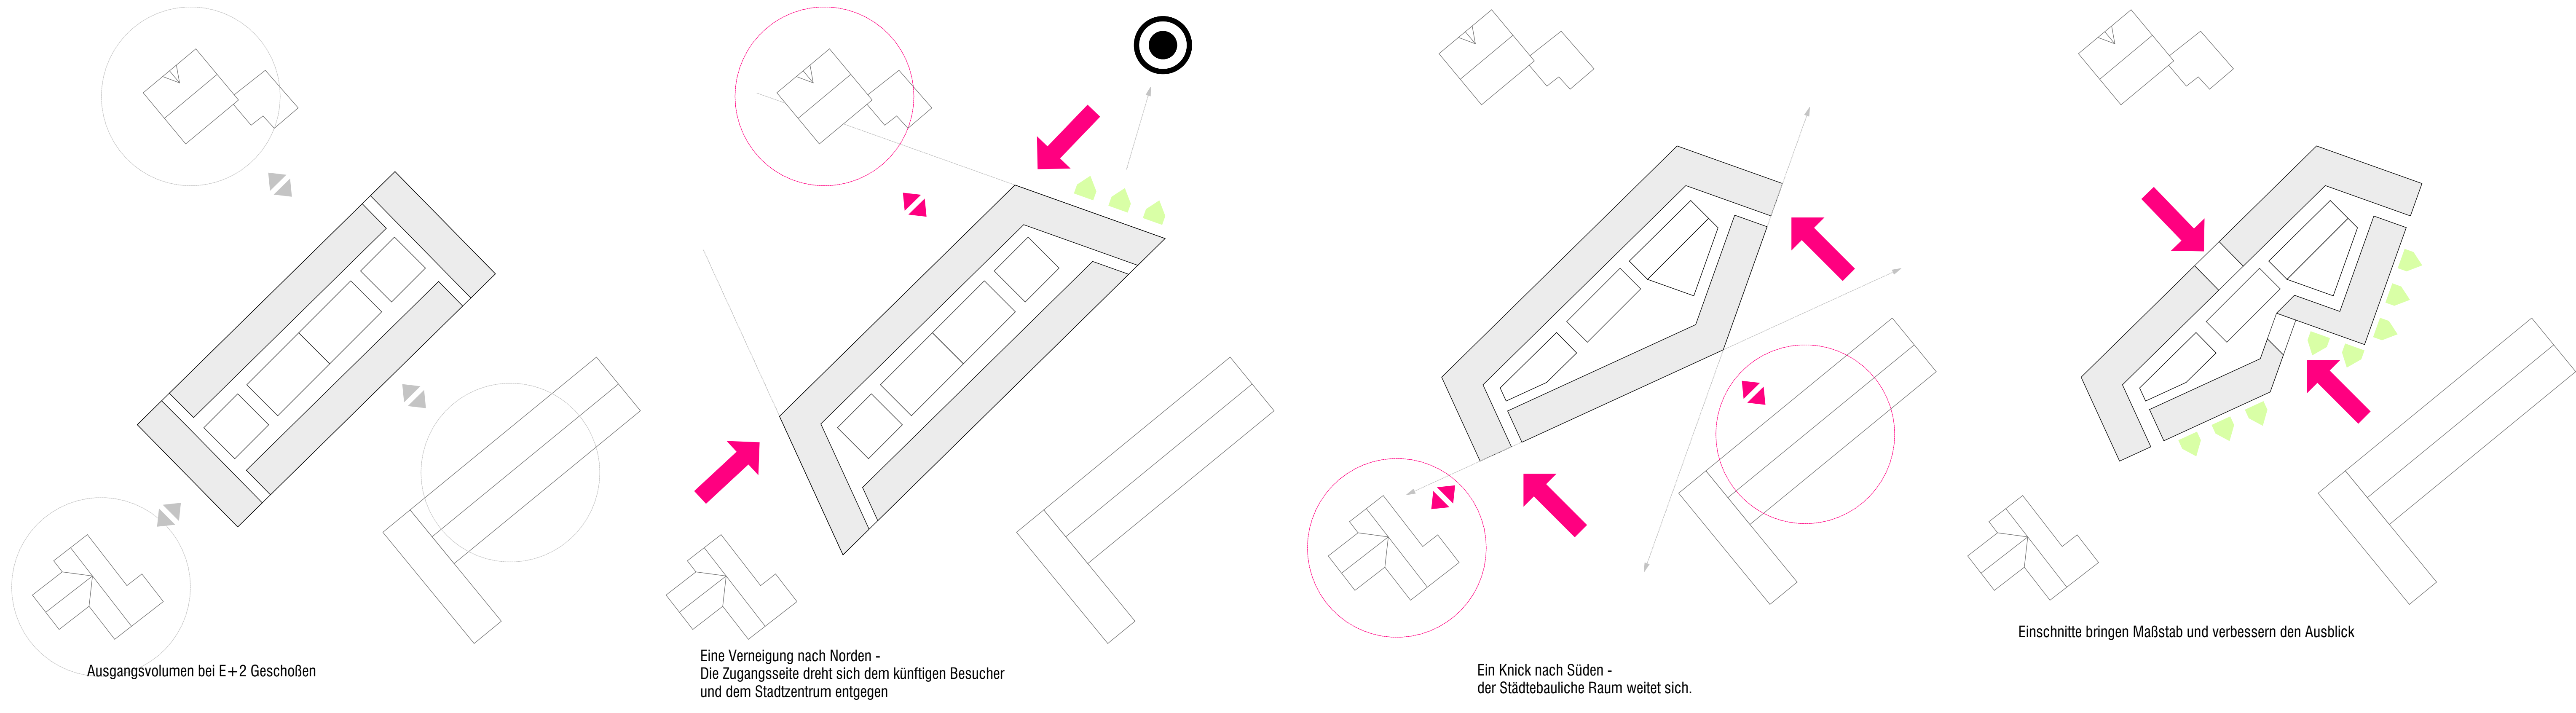 Ausgangsvolumen bei E+2 Geschoßen
Eine Verneigung nach Norden -
Die Zugangsseite dreht sich dem künftigen Besucher
und dem Stadtzentrum entgegen
Ein Knick nach Süden -
der Städtebauliche Raum weitet sich.
Einschnitte bringen Maßstab und verbessern den Ausblick